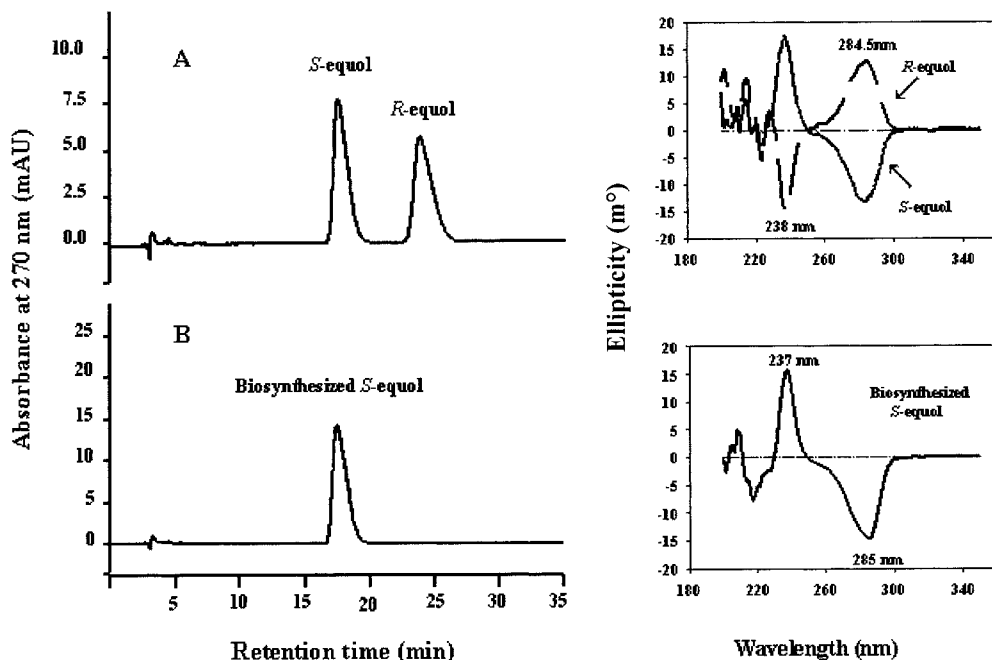 Absorbance at 270 nm (mAU)
10.0
7.5
5.0
2.5
0.0
A
S-equol
R-equol
25
20
15
10
5
0
B
Biosynthesized S-equol
5
10
15
20
25
30
35
Retention time (min)
Ellipticity (m°)
20
15
10
5
0
-5
-10
-15
-20
284.5nm
R-equol
S-equol
238 nm
180
220
260
300
340
20
15
10
5
0
-5
-10
-15
-20
237 nm
Biosynthesized
S-equol
285 nm
180
220
260
300
340
Wavelength (nm)